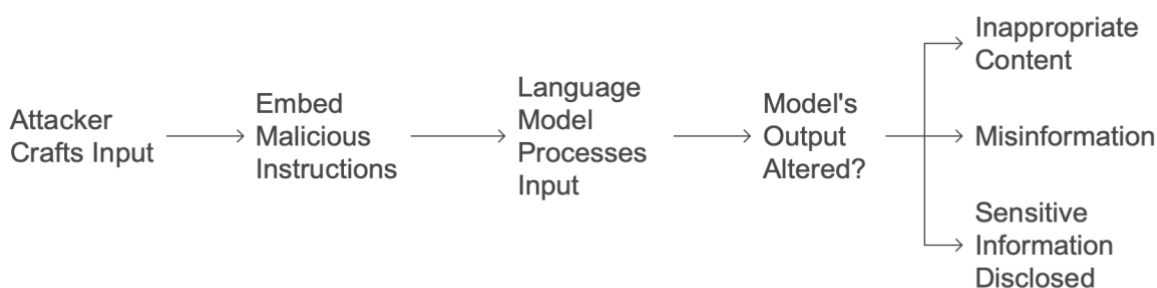 Attacker
Crafts Input
Embed
Malicious
Instructions
Language
Model
Processes
Input
Model's
Output
Altered?
Inappropriate
Content
Misinformation
Sensitive
Information
Disclosed